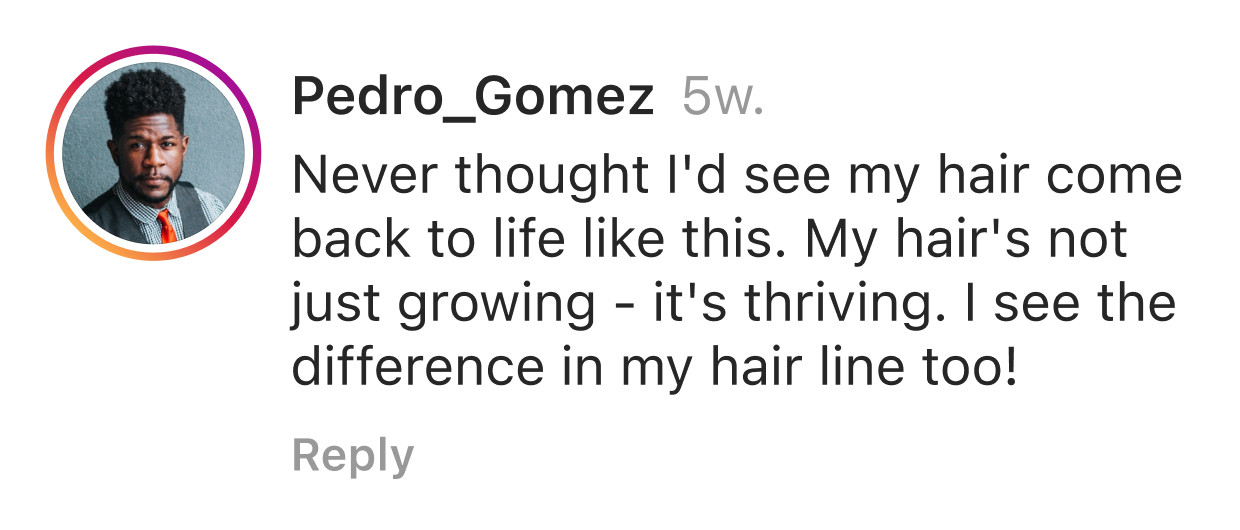 Pedro_Gomez 5w.
Never thought I'd see my hair come
back to life like this. My hair's not
just growing - it's thriving. I see the
difference in my hair line too!
Reply